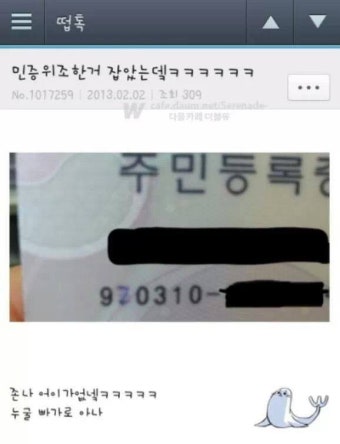 떱톡
민증위조한거 잡았는뎈ㅋㅋㅋㅋㅋㅋ
No.1017259 | 2013.02.02 | 조회 309
W cafe.daum.net/Serenade-
다음카페 더블유
주민등록증
970310-
존나 어이가없넼ㅋㅋㅋㅋㅋ
누굴 빠가로 아나